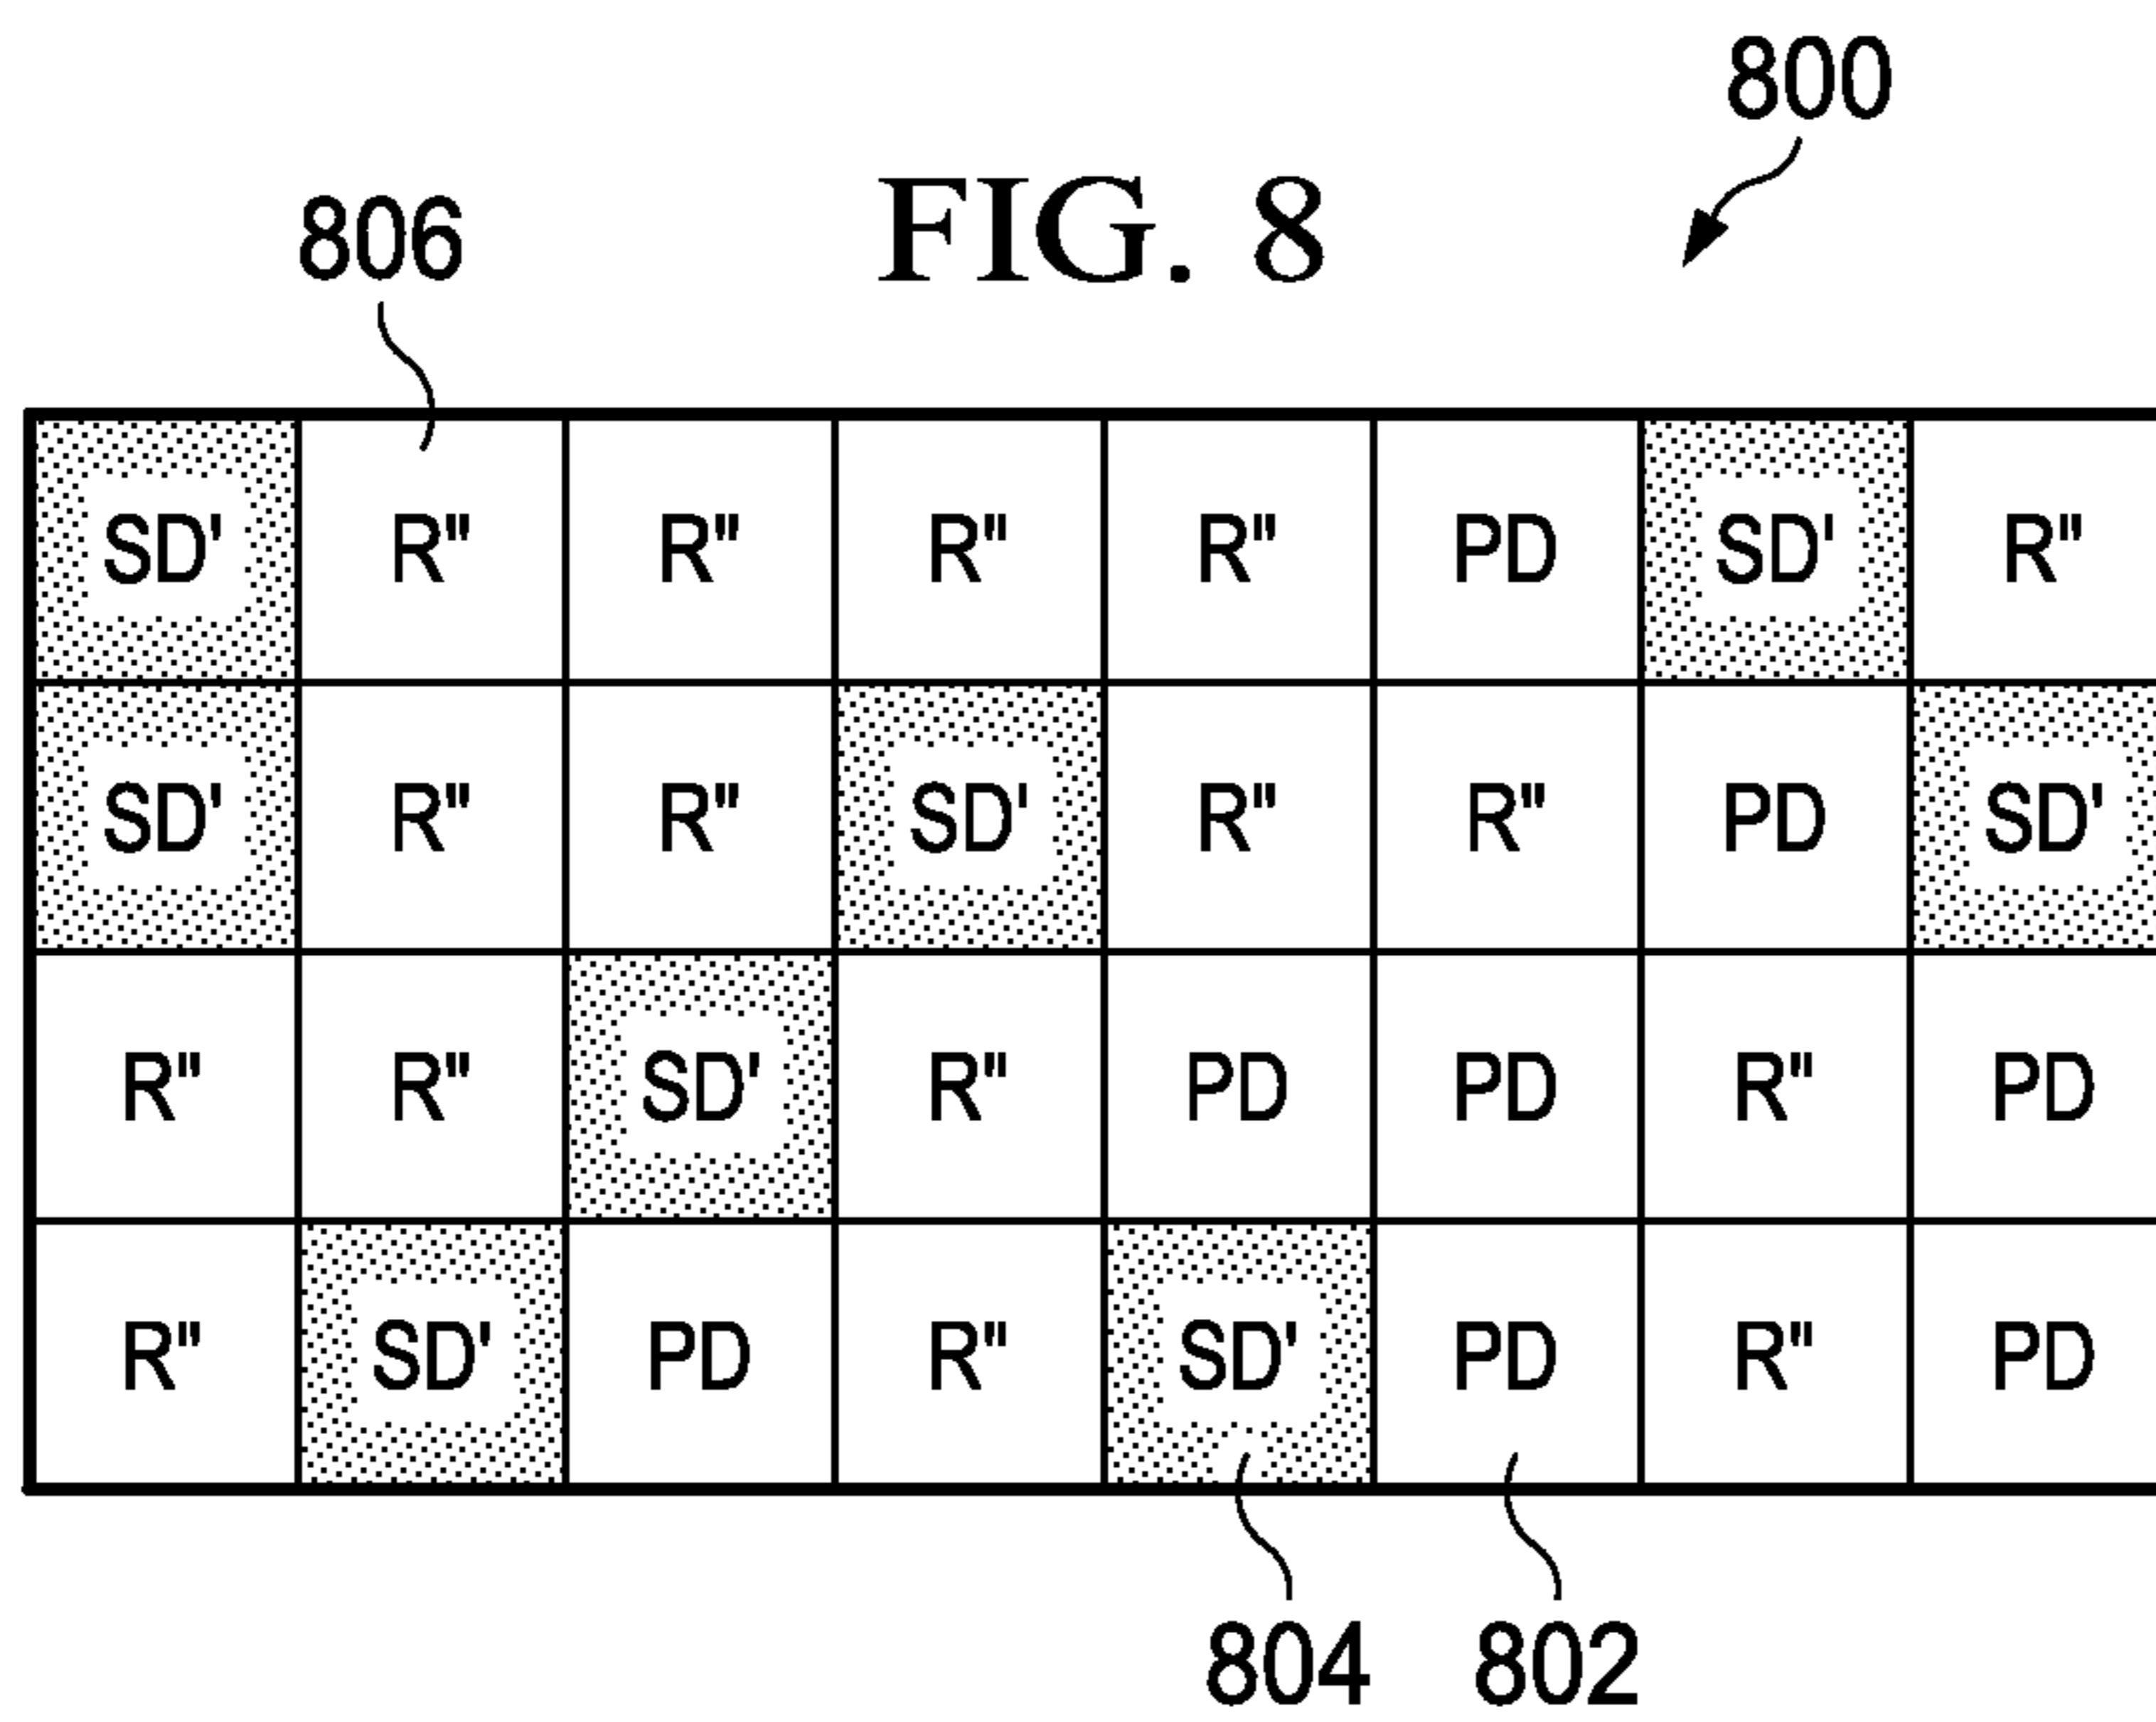 800
FIG. 8
806
SD' R" R" R" R" PD SD' R"
SD' R" R" SD' R" R" PD SD'
R" R" SD' R" PD PD R" PD
R" SD' PD R" SD' PD R" PD
804 802